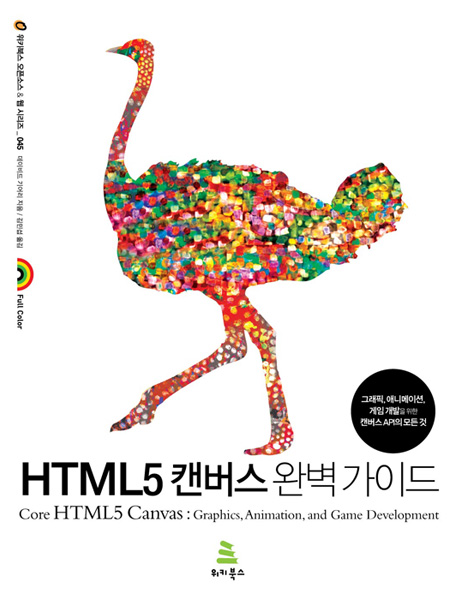 위키북스 오픈소스 & 웹 시리즈 _ 045
데이비드 기어리 지음 / 김민섭 옮김
Full Color
그래픽, 애니메이션,
게임 개발을 위한
캔버스 API의 모든 것
HTML5 캔버스 완벽 가이드
Core HTML5 Canvas : Graphics, Animation, and Game Development
위키북스